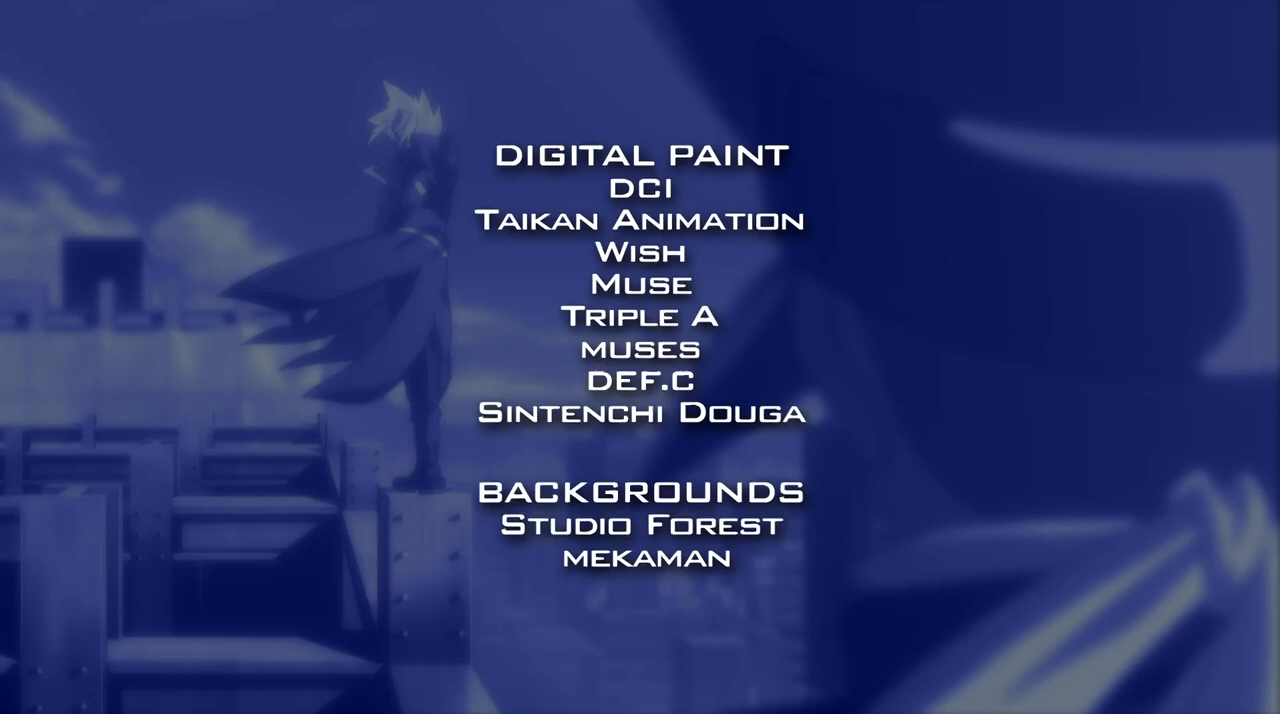 DIGITAL PAINT
DCI
TAIKAN ANIMATION
WISH
MUSE
TRIPLE A
MUSES
DEF.C
SINTENCHI DOUGA
BACKGROUNDS
STUDIO FOREST
MEKAMAN